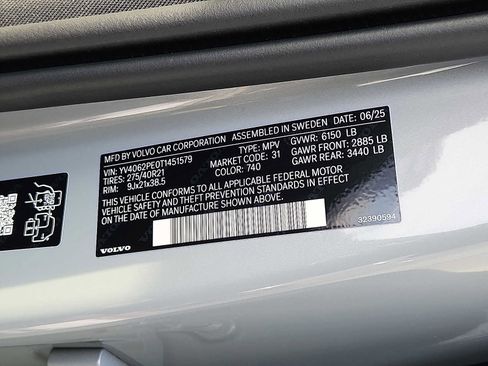 MFD. BY VOLVO CAR CORPORATION ASSEMBLED IN SWEDEN DATE 06/25
VIN: YV4062PE0T1451579 TYPE: MPV GVWR: 6150 LB
TIRES: 275/40R21 MARKET CODE: 31 GAWR FRONT: 2885 LB
RIM: 9Jx21x38.5 COLOR: 740 GAWR REAR: 3440 LB
THIS VEHICLE CONFORMS TO ALL APPLICABLE FEDERAL MOTOR
VEHICLE SAFETY AND THEFT PREVENTION STANDARDS IN EFFECT
ON THE DATE OF MANUFACTURE SHOWN ABOVE.
32390594
VOLVO